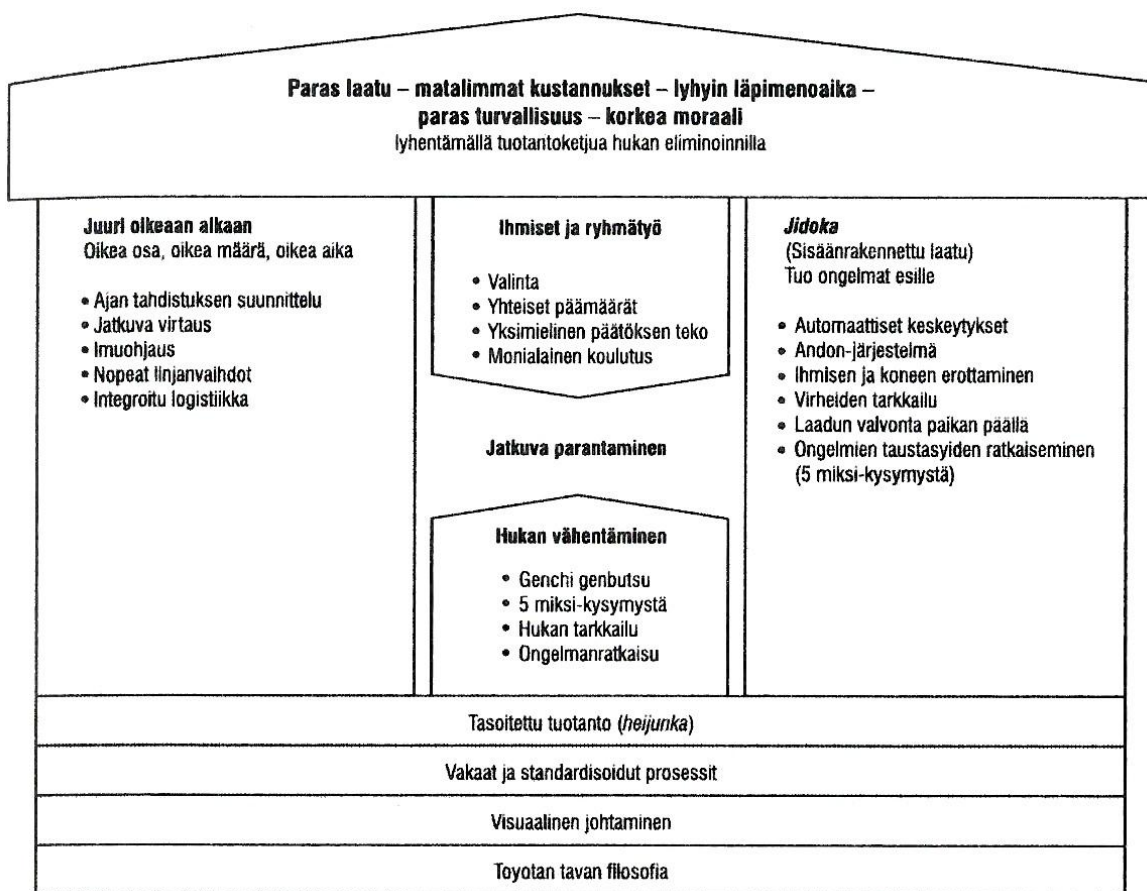 Paras laatu – matalimmat kustannukset – lyhyin läpimenoaika –
paras turvallisuus – korkea moraali
lyhentämällä tuotantoketjua hukan eliminoinnilla
Juuri oikeaan aikaan
Oikea osa, oikea määrä, oikea aika
• Ajan tahdistuksen suunnittelu
• Jatkuva virtaus
• Imuohjaus
• Nopeat linjanvaihdot
• Integroitu logistiikka
Ihmiset ja ryhmätyö
• Valinta
• Yhteiset päämäärät
• Yksimielinen päätöksen teko
• Monialainen koulutus
Jatkuva parantaminen
Hukan vähentäminen
• Genchi genbutsu
• 5 miksi-kysymystä
• Hukan tarkkailu
• Ongelmanratkaisu
Jidoka
(Sisäänrakennettu laatu)
Tuo ongelmat esille
• Automaattiset keskeytykset
• Andon-järjestelmä
• Ihmisen ja koneen erottaminen
• Virheiden tarkkailu
• Laadun valvonta paikan päällä
• Ongelmien taustasyiden ratkaiseminen
(5 miksi-kysymystä)
Tasoitettu tuotanto (heijunka)
Vakaat ja standardisoidut prosessit
Visuaalinen johtaminen
Toyotan tavan filosofia